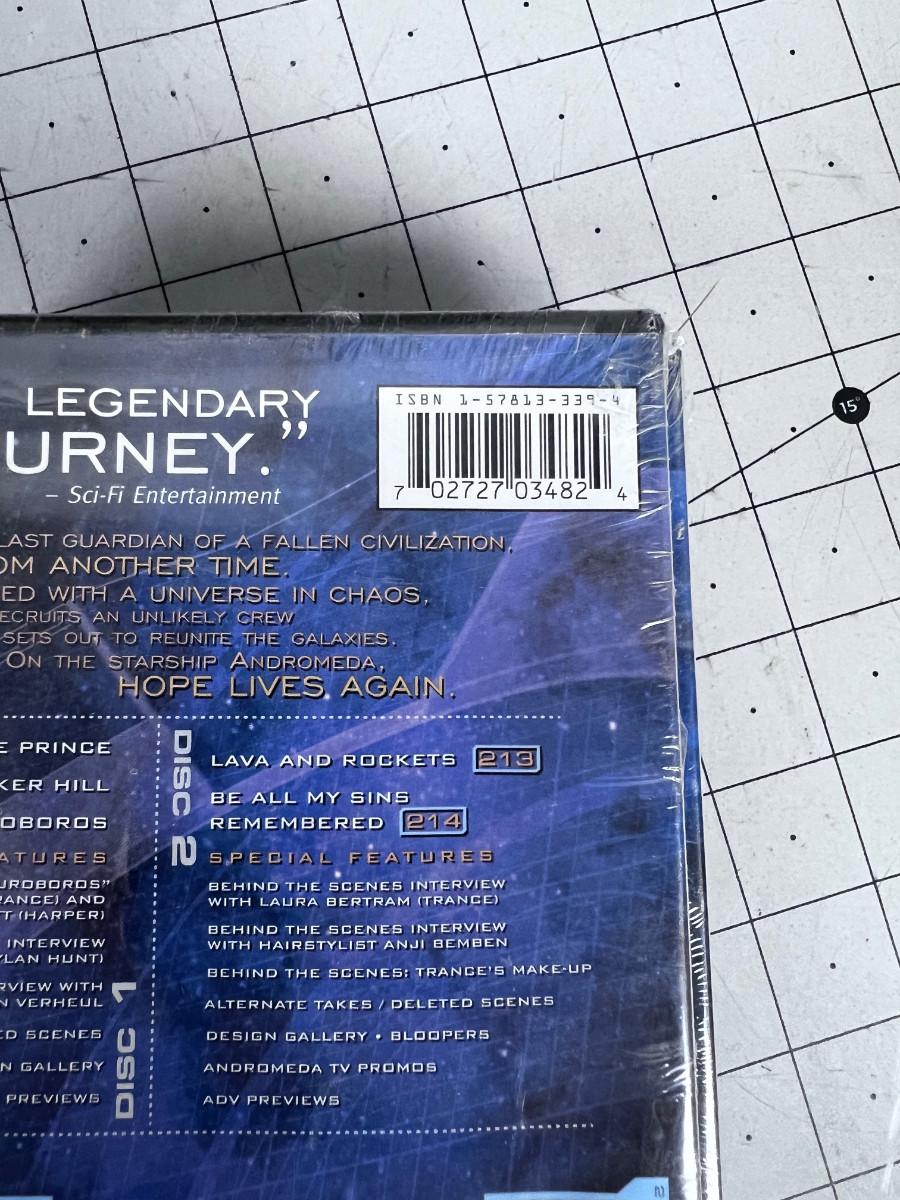 LEGENDARY
URNEY.”
– Sci-Fi Entertainment
ISBN 1-57813-339-4
7 02727 03482 4
LAST GUARDIAN OF A FALLEN CIVILIZATION,
OM ANOTHER TIME.
ED WITH A UNIVERSE IN CHAOS,
ECRUITS AN UNLIKELY CREW
SETS OUT TO REUNITE THE GALAXIES.
ON THE STARSHIP ANDROMEDA,
HOPE LIVES AGAIN.
E PRINCE
KER HILL
OBOROS
ATURES
UROBOROS”
RANCE) AND
TT (HARPER)
INTERVIEW
YLAN HUNT)
RVIEW WITH
N VERHEUL
ED SCENES
N GALLERY
PREVIEWS
DISC 1
DISC 2
LAVA AND ROCKETS 213
BE ALL MY SINS
REMEMBERED 214
SPECIAL FEATURES
BEHIND THE SCENES INTERVIEW
WITH LAURA BERTRAM (TRANCE)
BEHIND THE SCENES INTERVIEW
WITH HAIRSTYLIST ANJI BEMBEN
BEHIND THE SCENES: TRANCE'S MAKE-UP
ALTERNATE TAKES / DELETED SCENES
DESIGN GALLERY • BLOOPERS
ANDROMEDA TV PROMOS
ADV PREVIEWS
15°